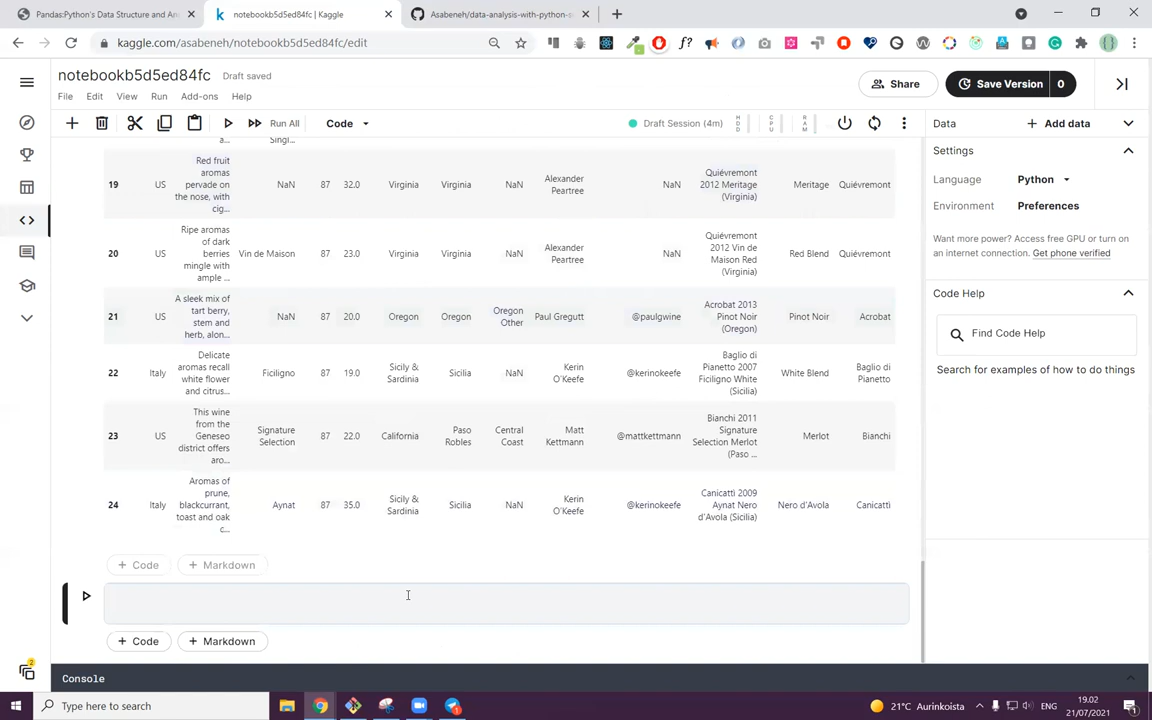 Pandas:Python's Data Structure and An
notebookb5d5ed84fc | Kaggle
Asabeneh/data-analysis-with-python-s
kaggle.com/asabeneh/notebookb5d5ed84fc/edit
notebookb5d5ed84fc
Draft saved
Share
Save Version
0
File
Edit
View
Run
Add-ons
Help
Run All
Code
Draft Session (4m)
HDD
CPU
RAM
Data
Add data
Settings
Language
Python
Environment
Preferences
Want more power? Access free GPU or turn on
an internet connection. Get phone verified
Code Help
Find Code Help
Search for examples of how to do things
a...
Singl...
19 US Red fruit aromas pervade on the nose, with cig... NaN 87 32.0 Virginia Virginia NaN Alexander Peartree NaN Quiévremont 2012 Meritage (Virginia) Meritage Quiévremont
20 US Ripe aromas of dark berries mingle with ample ... Vin de Maison 87 23.0 Virginia Virginia NaN Alexander Peartree NaN Quiévremont 2012 Vin de Maison Red (Virginia) Red Blend Quiévremont
21 US A sleek mix of tart berry, stem and herb, alon... NaN 87 20.0 Oregon Oregon Oregon Other Paul Gregutt @paulgwine Acrobat 2013 Pinot Noir (Oregon) Pinot Noir Acrobat
22 Italy Delicate aromas recall white flower and citrus... Ficiligno 87 19.0 Sicily & Sardinia Sicilia NaN Kerin O'Keefe @kerinokeefe Baglio di Pianetto 2007 Ficiligno White (Sicilia) White Blend Baglio di Pianetto
23 US This wine from the Geneseo district offers aro... Signature Selection 87 22.0 California Paso Robles Central Coast Matt Kettmann @mattkettmann Bianchi 2011 Signature Selection Merlot (Paso ... Merlot Bianchi
24 Italy Aromas of prune, blackcurrant, toast and oak c... Aynat 87 35.0 Sicily & Sardinia Sicilia NaN Kerin O'Keefe @kerinokeefe Canicattì 2009 Aynat Nero d'Avola (Sicilia) Nero d'Avola Canicattì
+ Code
+ Markdown
+ Code
+ Markdown
Console
2
Type here to search
21°C Aurinkoista
ENG
19.02
21/07/2021